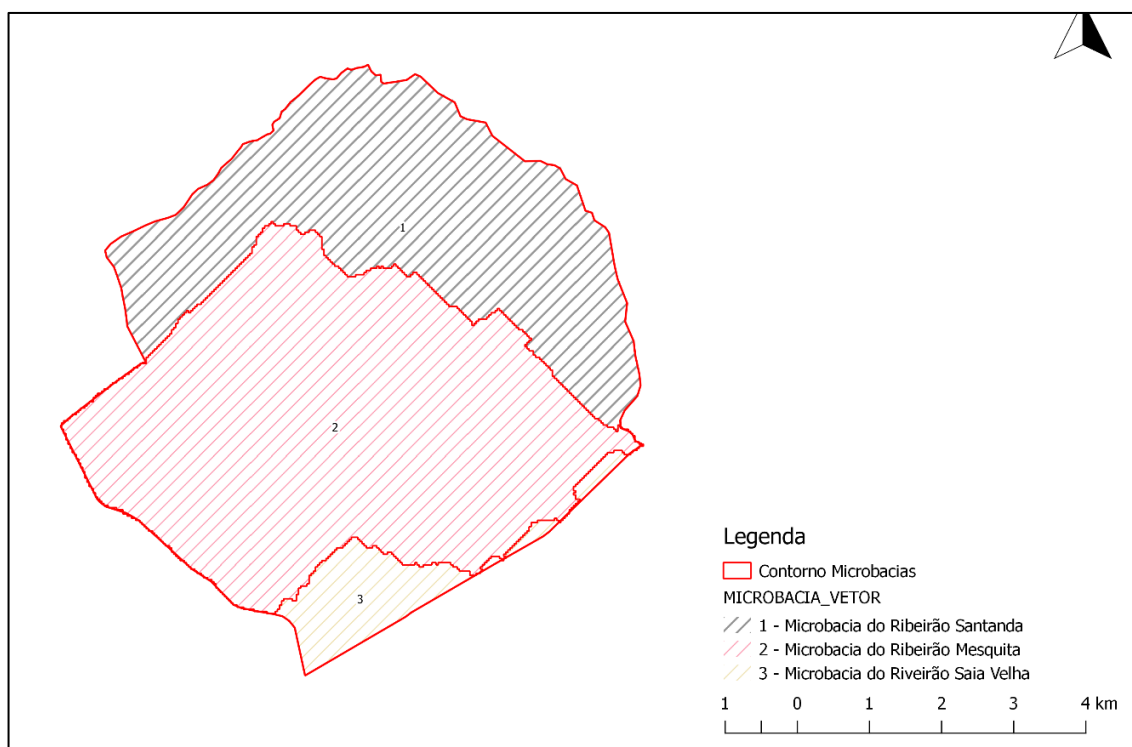 1
2
3
Legenda
Contorno Microbacias
MICROBACIA_VETOR
1 - Microbacia do Ribeirão Santanda
2 - Microbacia do Ribeirão Mesquita
3 - Microbacia do Riveirão Saia Velha
1 0 1 2 3 4 km